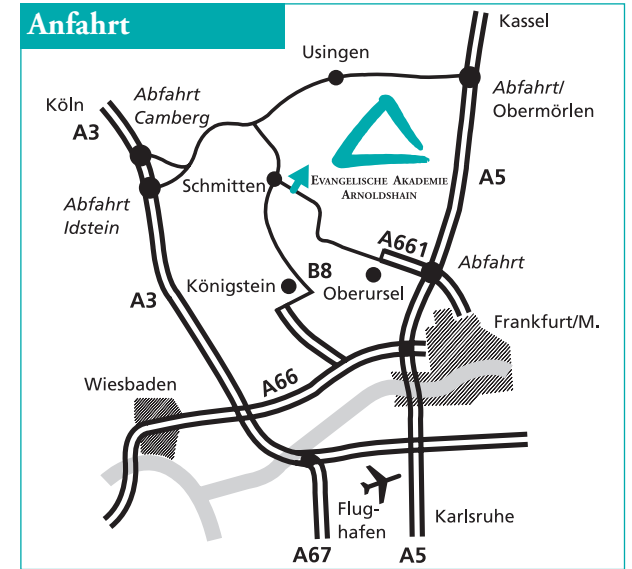 Anfahrt
Kassel
Usingen
Köln
Abfahrt
Camberg
Abfahrt/
Obermörlen
A3
A5
Schmitten
EVANGELISCHE AKADEMIE
ARNOLDSHAIN
Abfahrt
Idstein
A661
Abfahrt
B8
Königstein
Oberursel
A3
Frankfurt/M.
Wiesbaden
A66
Flug-
hafen
Karlsruhe
A67
A5